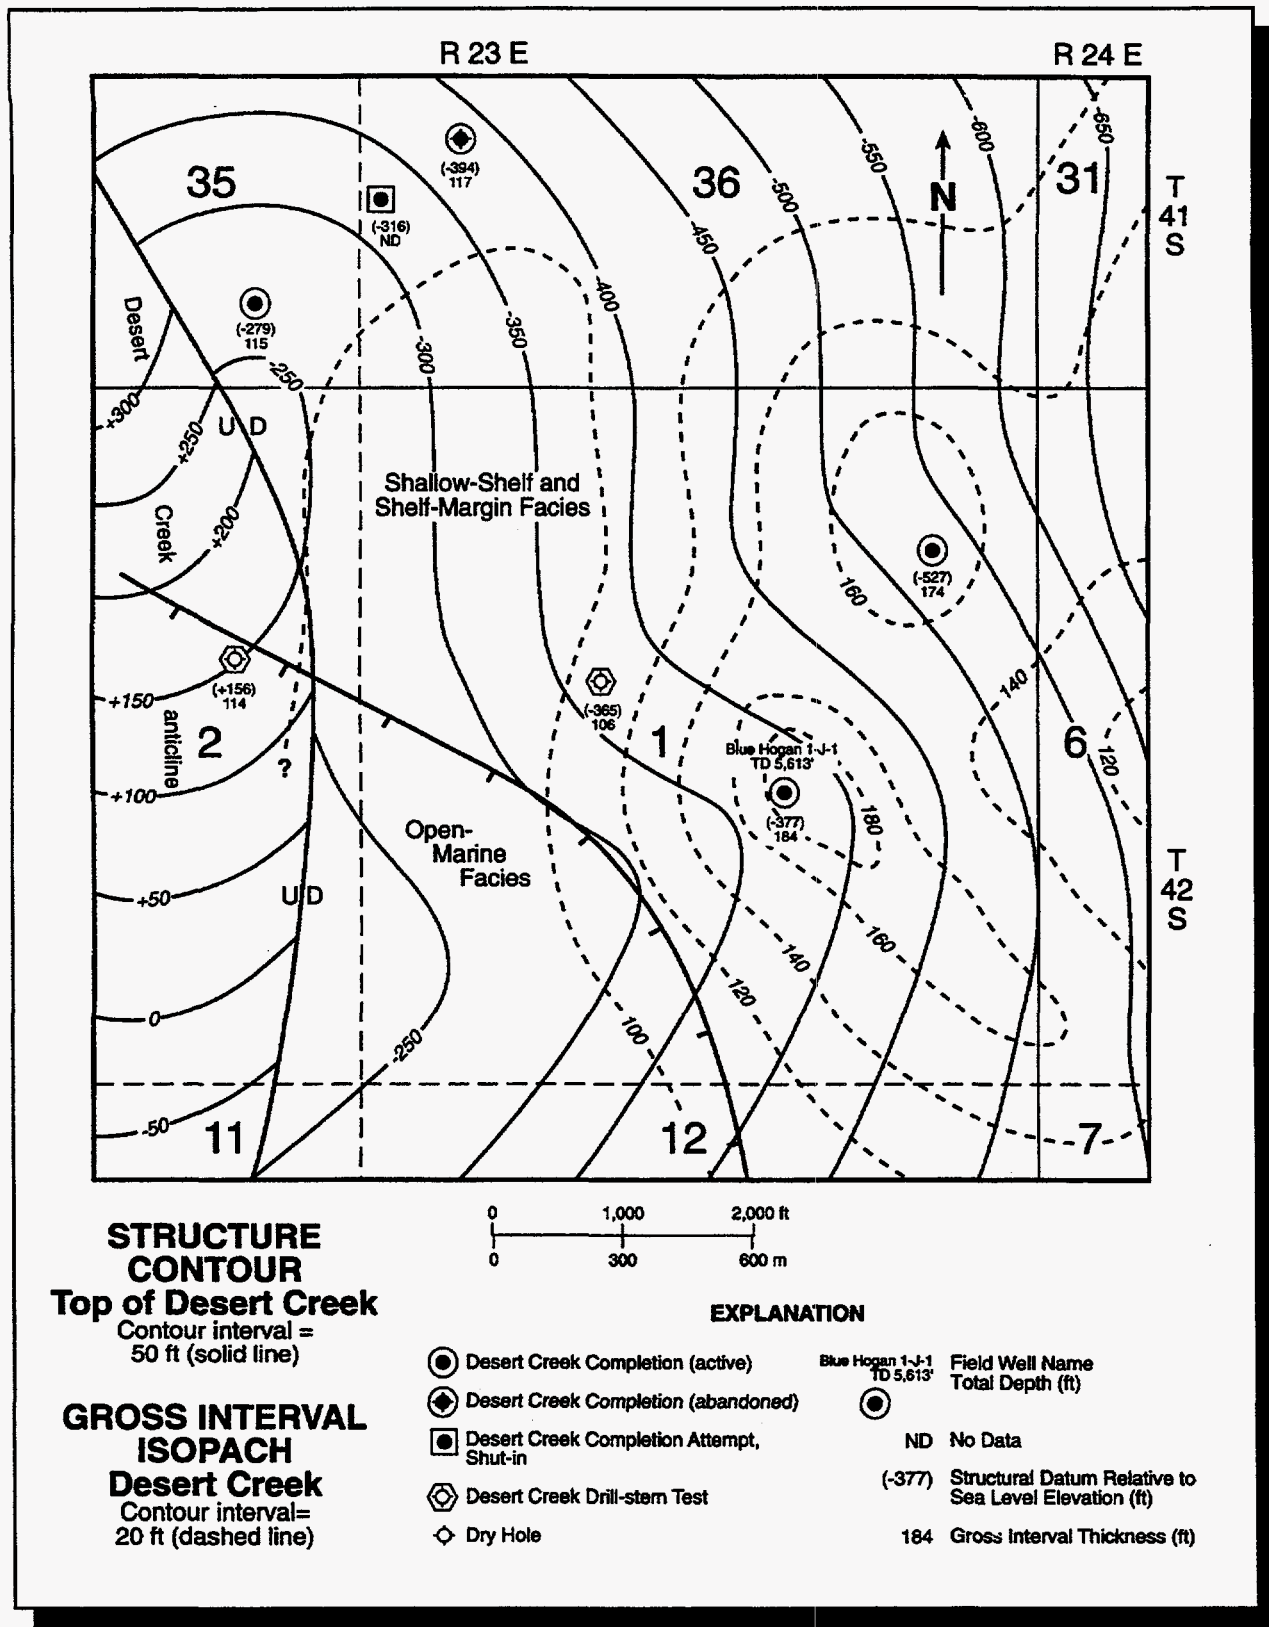 R 23 E
R 24 E
35
36
31
N
T
41
S
(-394)
117
(-316)
ND
(-279)
115
-650
-600
-550
-500
-450
-400
-350
-300
-250
Desert
Creek
anticline
+300
+250
+200
+150
+100
+50
0
-50
U D
Shallow-Shelf and
Shelf-Margin Facies
(-527)
174
160
140
120
(+156)
114
(-365)
106
2
1
6
?
Blue Hogan 1-J-1
TD 5,613'
(-377)
184
180
Open-
Marine
Facies
U D
T
42
S
160
140
120
100
-250
11
12
7
0
1,000
2,000 ft
0
300
600 m
STRUCTURE
CONTOUR
Top of Desert Creek
Contour interval =
50 ft (solid line)
GROSS INTERVAL
ISOPACH
Desert Creek
Contour interval=
20 ft (dashed line)
EXPLANATION
Desert Creek Completion (active)
Desert Creek Completion (abandoned)
Desert Creek Completion Attempt,
Shut-in
Desert Creek Drill-stem Test
Dry Hole
Blue Hogan 1-J-1
TD 5,613'
Field Well Name
Total Depth (ft)
ND No Data
(-377) Structural Datum Relative to
Sea Level Elevation (ft)
184 Gross Interval Thickness (ft)